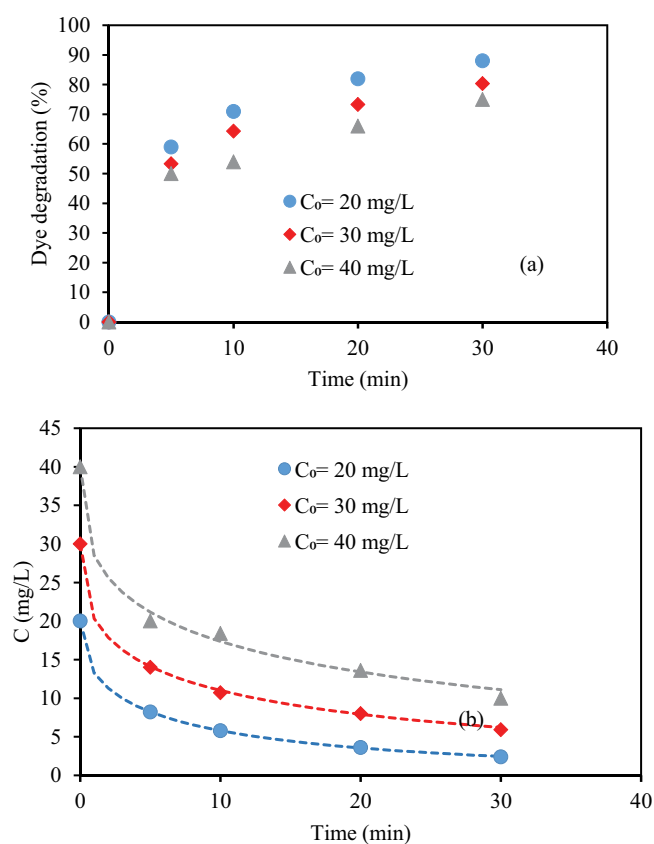 100
90
80
70
60
50
40
30
20
10
0
Dye degradation (%)
C₀= 20 mg/L
C₀= 30 mg/L
C₀= 40 mg/L
(a)
0 10 20 30 40
Time (min)
45
40
35
30
25
20
15
10
5
0
C (mg/L)
C₀= 20 mg/L
C₀= 30 mg/L
C₀= 40 mg/L
(b)
0 10 20 30 40
Time (min)